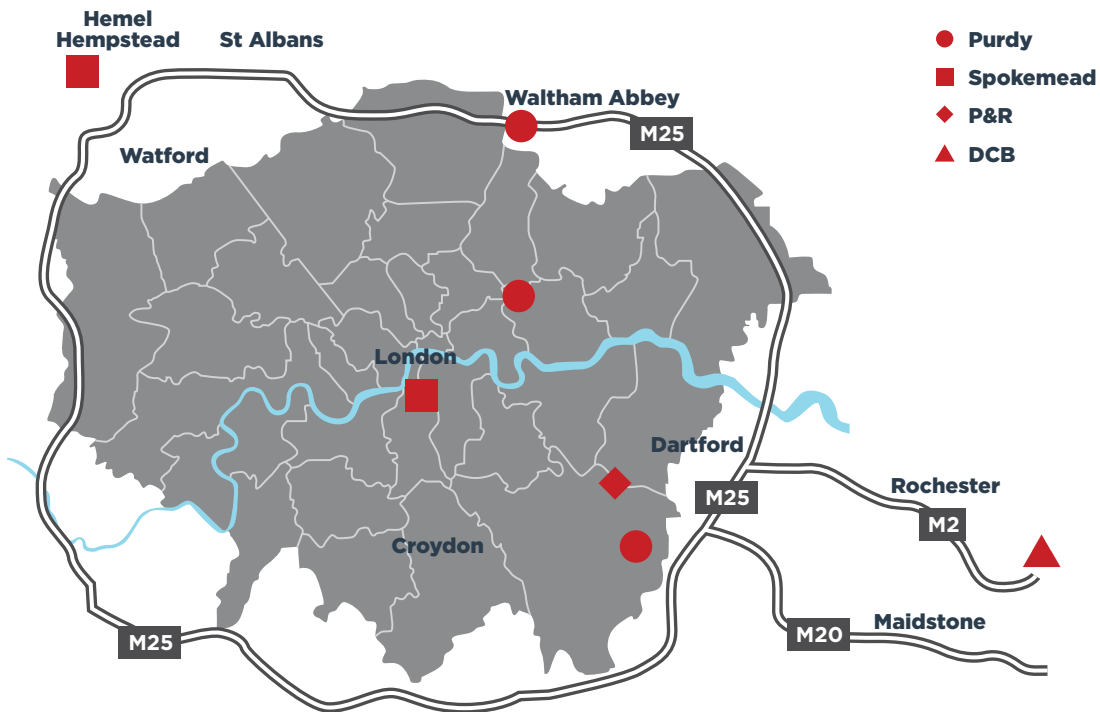 Hemel
Hempstead
St Albans
Purdy
Spokemead
P&R
DCB
Waltham Abbey
M25
Watford
London
Dartford
M25
Rochester
M2
Croydon
Maidstone
M20
M25